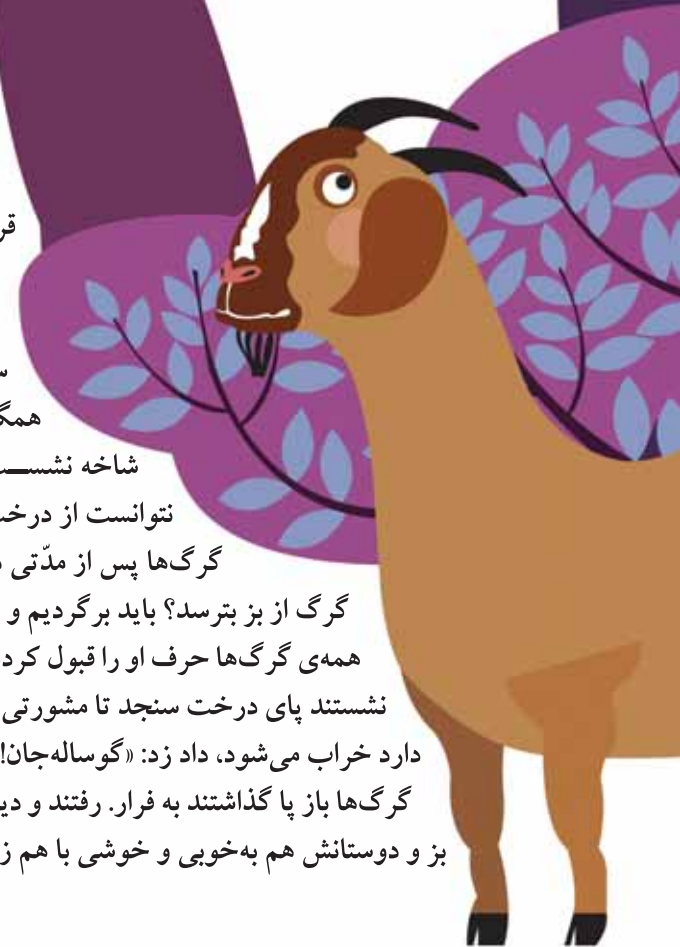 همگ
شاخه نشســ
نتوانست از درخ
گرگ‌ها پس از مدّتی
گرگ از بز بترسد؟ باید برگردیم و
همه‌ی گرگ‌ها حرف او را قبول کرد
نشستند پای درخت سنجد تا مشورتی
دارد خراب می‌شود، داد زد: «گوساله‌جان!
گرگ‌ها باز پا گذاشتند به فرار. رفتند و دی
بز و دوستانش هم به‌خوبی و خوشی با هم ز